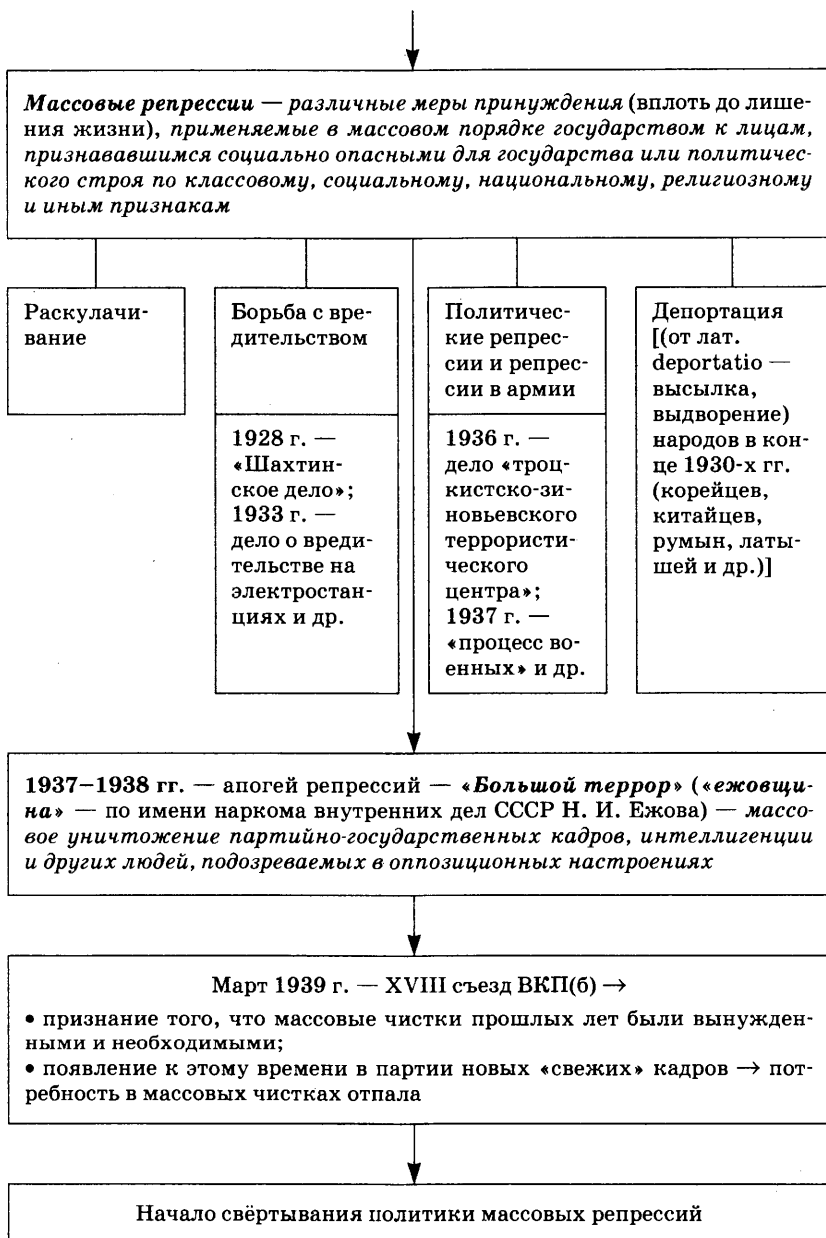 Массовые репрессии — различные меры принуждения (вплоть до лише-
ния жизни), применяемые в массовом порядке государством к лицам,
признававшимся социально опасными для государства или политичес-
кого строя по классовому, социальному, национальному, религиозному
и иным признакам
Раскулачи-
вание
Борьба с вре-
дительством
1928 г. —
«Шахтин-
ское дело»;
1933 г. —
дело о вреди-
тельстве на
электростан-
циях и др.
Политичес-
кие репрес-
сии и репрес-
сии в армии
1936 г. —
дело «троц-
кистско-зи-
новьевского
террористи-
ческого
центра»;
1937 г. —
«процесс во-
енных» и др.
Депортация
[(от лат.
deportatio —
высылка,
выдворение)
народов в кон-
це 1930-х гг.
(корейцев,
китайцев,
румын, латы-
шей и др.)]
1937—1938 гг. — апогей репрессий — «Большой террор» («ежовщи-
на» — по имени наркома внутренних дел СССР Н. И. Ежова) — массо-
вое уничтожение партийно-государственных кадров, интеллигенции
и других людей, подозреваемых в оппозиционных настроениях
Март 1939 г. — XVIII съезд ВКП(б) →
• признание того, что массовые чистки прошлых лет были вынужден-
ными и необходимыми;
• появление к этому времени в партии новых «свежих» кадров → пот-
ребность в массовых чистках отпала
Начало свёртывания политики массовых репрессий